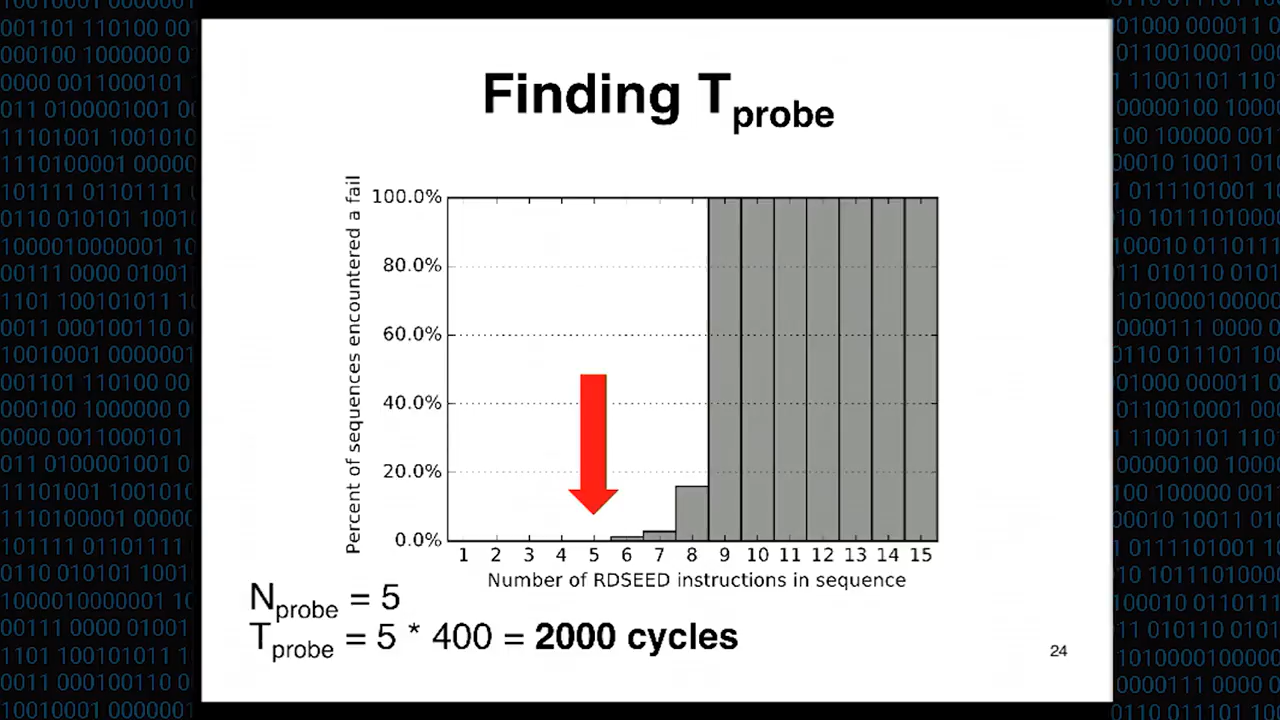 Finding Tprobe
Percent of sequences encountered a fail
100.0%
80.0%
60.0%
40.0%
20.0%
0.0%
1 2 3 4 5 6 7 8 9 10 11 12 13 14 15
Number of RDSEED instructions in sequence
Nprobe = 5
Tprobe = 5 * 400 = 2000 cycles
24